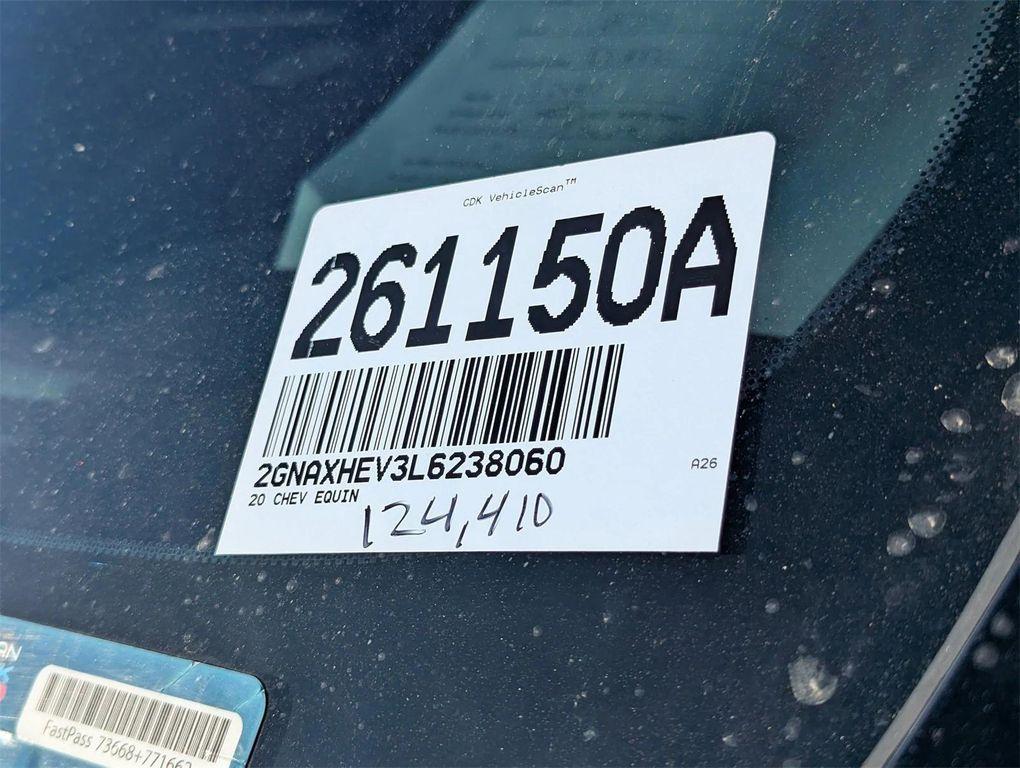 CDK VehicleScan™
261150A
2GNAXHEV3L6238060
A26
20 CHEV EQUIN
124,410
FastPass 73668+771662